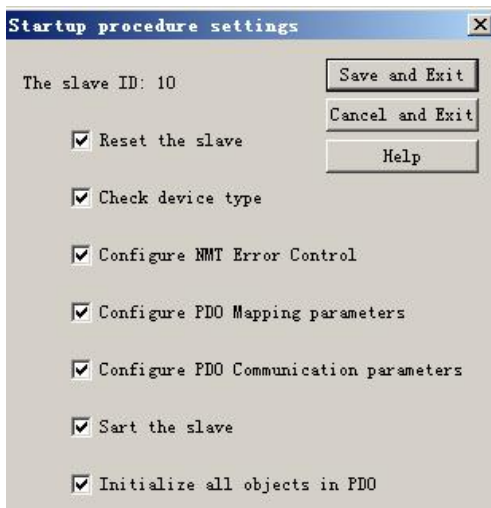 Startup procedure settings
The slave ID: 10
Save and Exit
Cancel and Exit
Help
Reset the slave
Check device type
Configure NMT Error Control
Configure PDO Mapping parameters
Configure PDO Communication parameters
Sart the slave
Initialize all objects in PDO